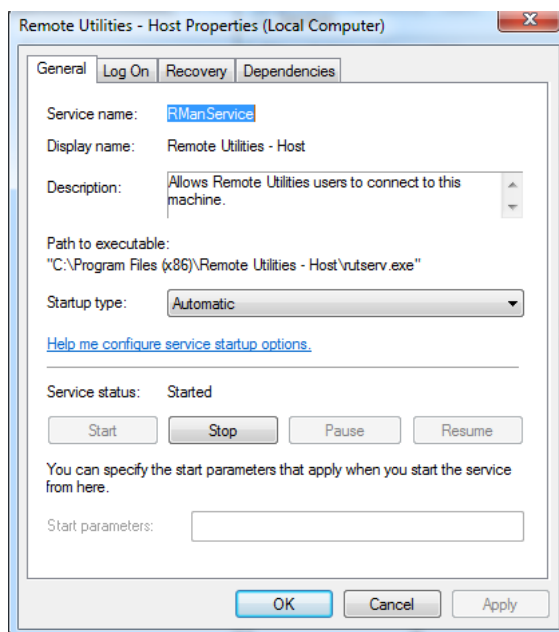 Remote Utilities - Host Properties (Local Computer)
General Log On Recovery Dependencies
Service name: RManService
Display name: Remote Utilities - Host
Description: Allows Remote Utilities users to connect to this
machine.
Path to executable:
"C:\Program Files (x86)\Remote Utilities - Host\rutserv.exe"
Startup type: Automatic
Help me configure service startup options.
Service status: Started
Start Stop Pause Resume
You can specify the start parameters that apply when you start the service
from here.
Start parameters:
OK Cancel Apply